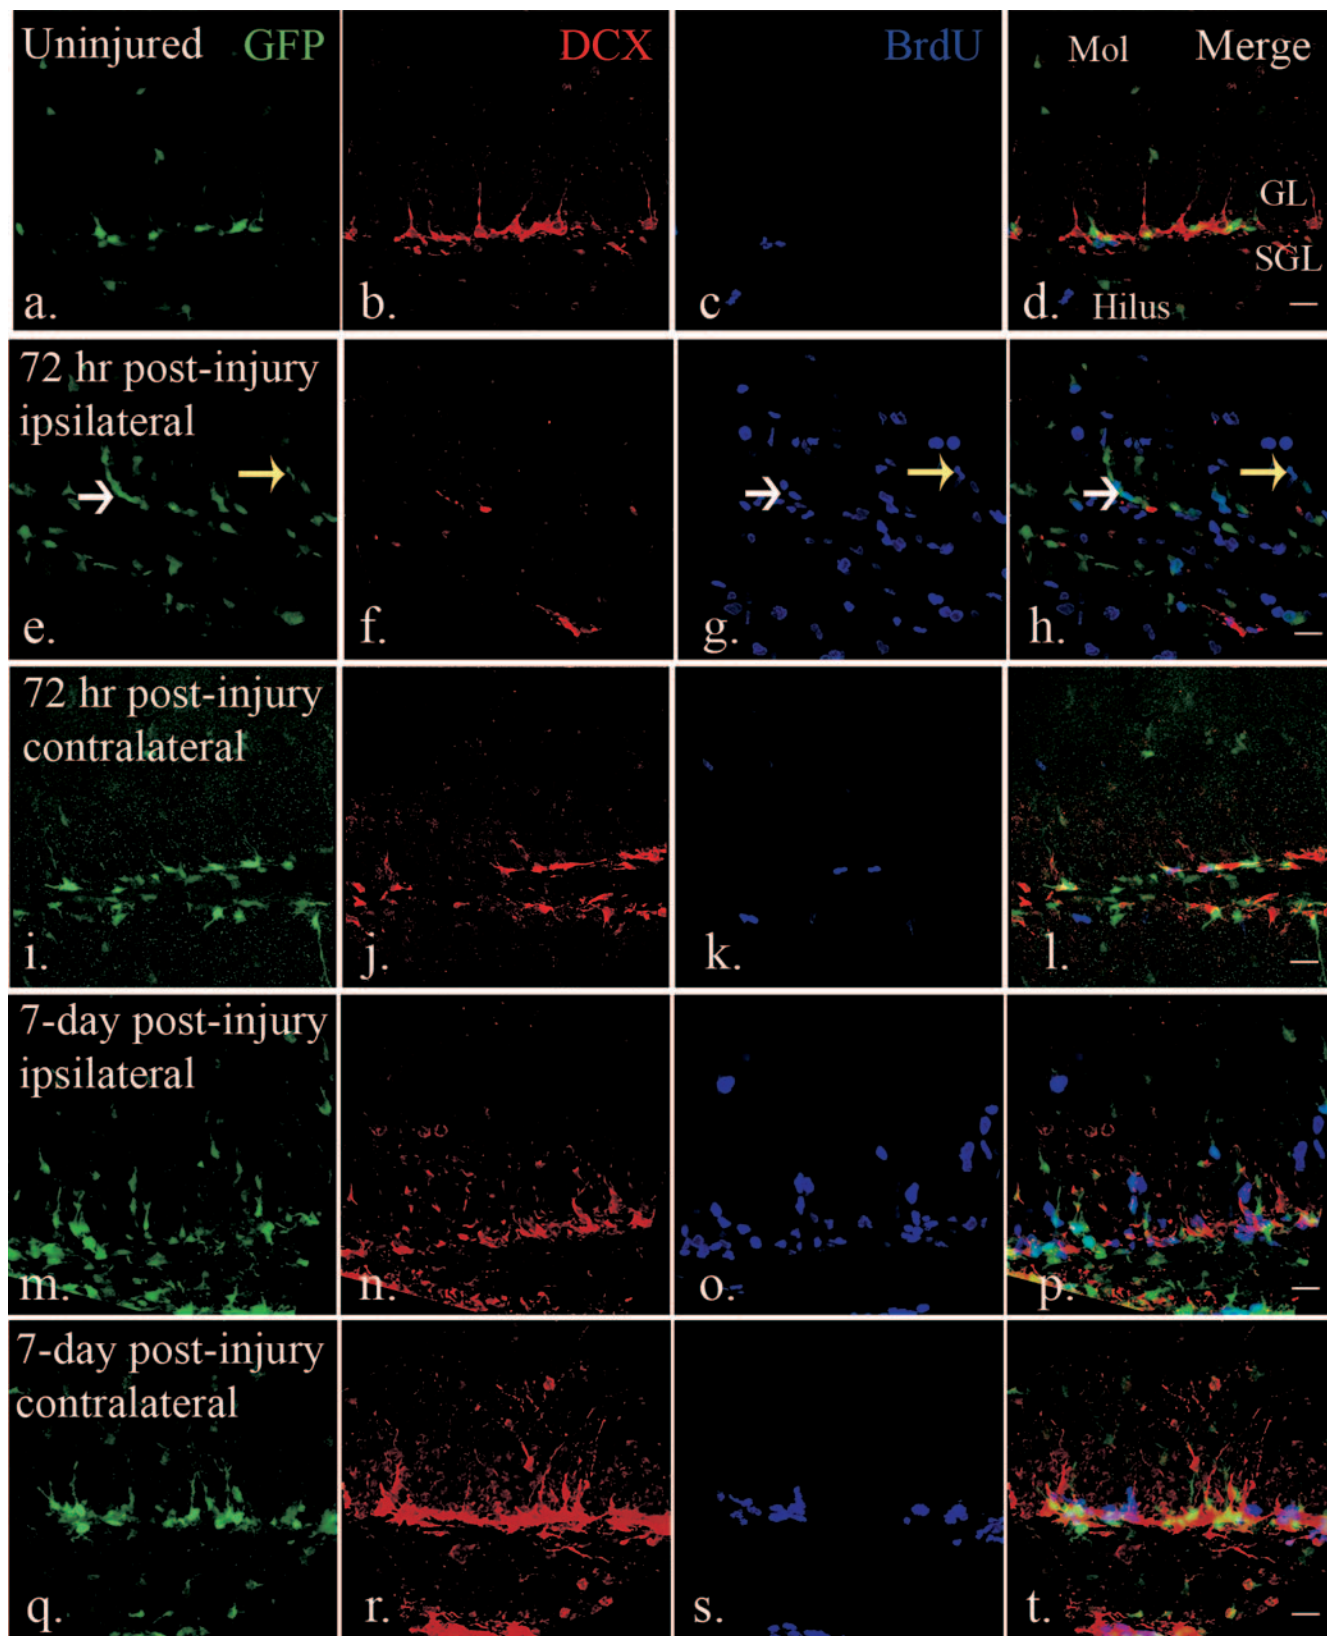 Uninjured GFP DCX BrdU Mol Merge
GL
SGL
a. b. c d. Hilus
72 hr post-injury
ipsilateral
e. f. g. h.
72 hr post-injury
contralateral
i. j. k. l.
7-day post-injury
ipsilateral
m. n. o. p.
7-day post-injury
contralateral
q. r. s. t.